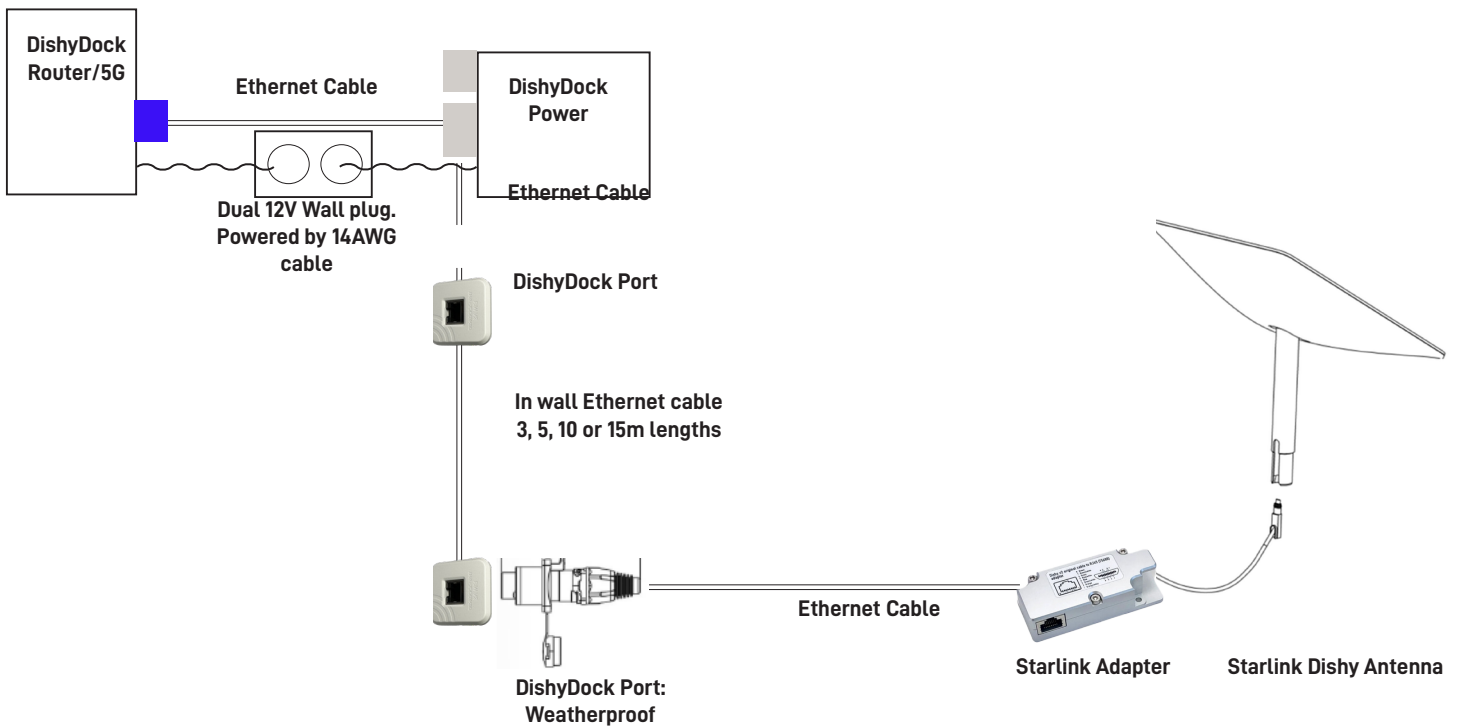 DishyDock
Router/5G
Ethernet Cable
DishyDock
Power
Ethernet Cable
Dual 12V Wall plug.
Powered by 14AWG
cable
DishyDock Port
In wall Ethernet cable
3, 5, 10 or 15m lengths
Ethernet Cable
Starlink Adapter
Starlink Dishy Antenna
DishyDock Port:
Weatherproof